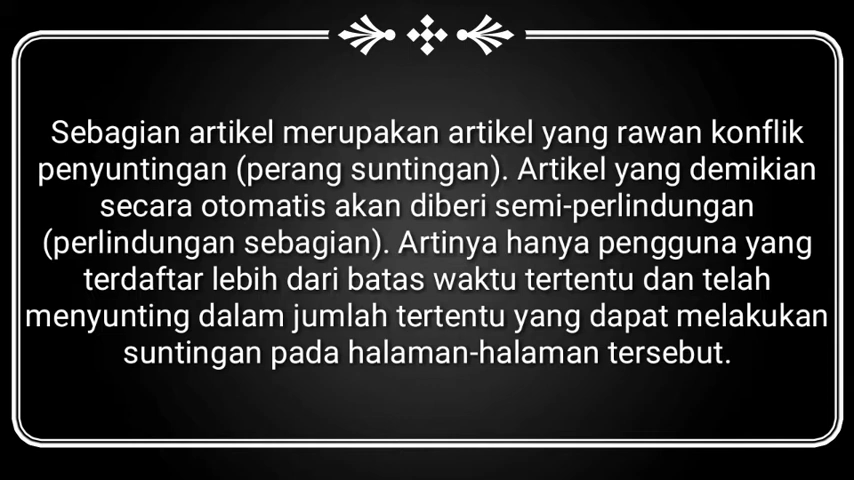 Sebagian artikel merupakan artikel yang rawan konflik
penyuntingan (perang suntingan). Artikel yang demikian
secara otomatis akan diberi semi-perlindungan
(perlindungan sebagian). Artinya hanya pengguna yang
terdaftar lebih dari batas waktu tertentu dan telah
menyunting dalam jumlah tertentu yang dapat melakukan
suntingan pada halaman-halaman tersebut.